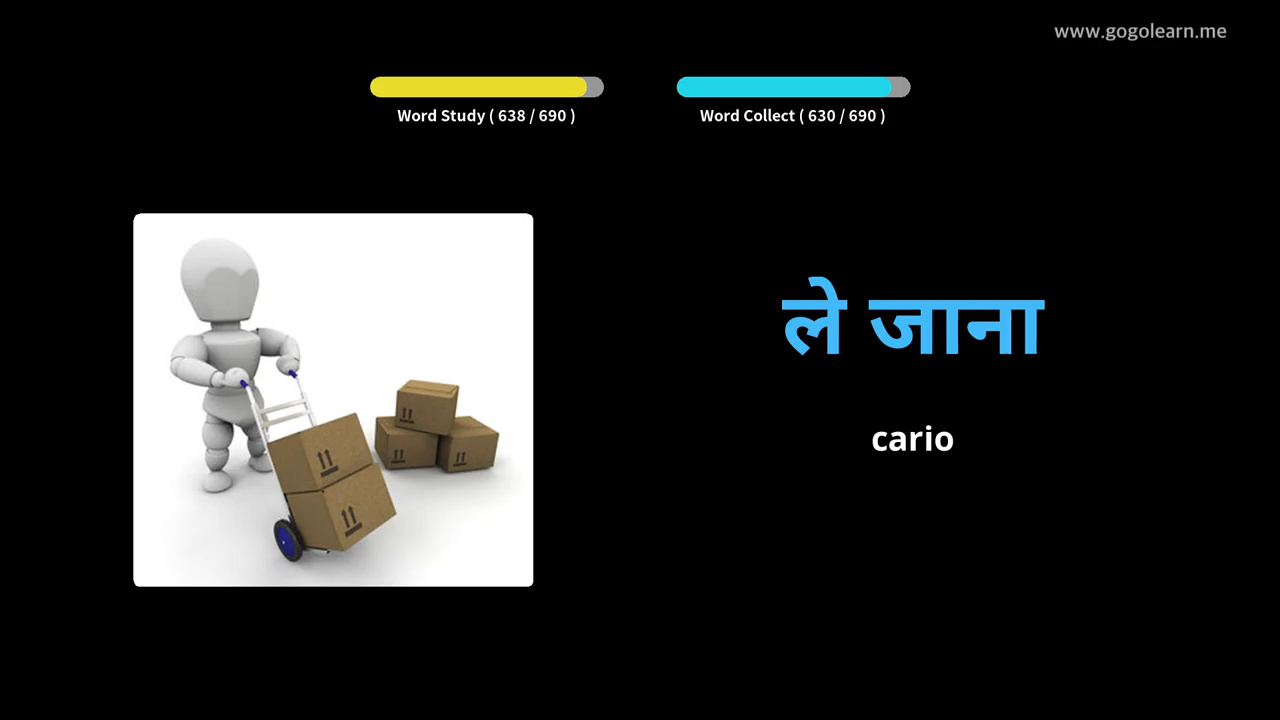 www.gogolearn.me
Word Study ( 638 / 690 )
Word Collect ( 630 / 690 )
ले जाना
cario